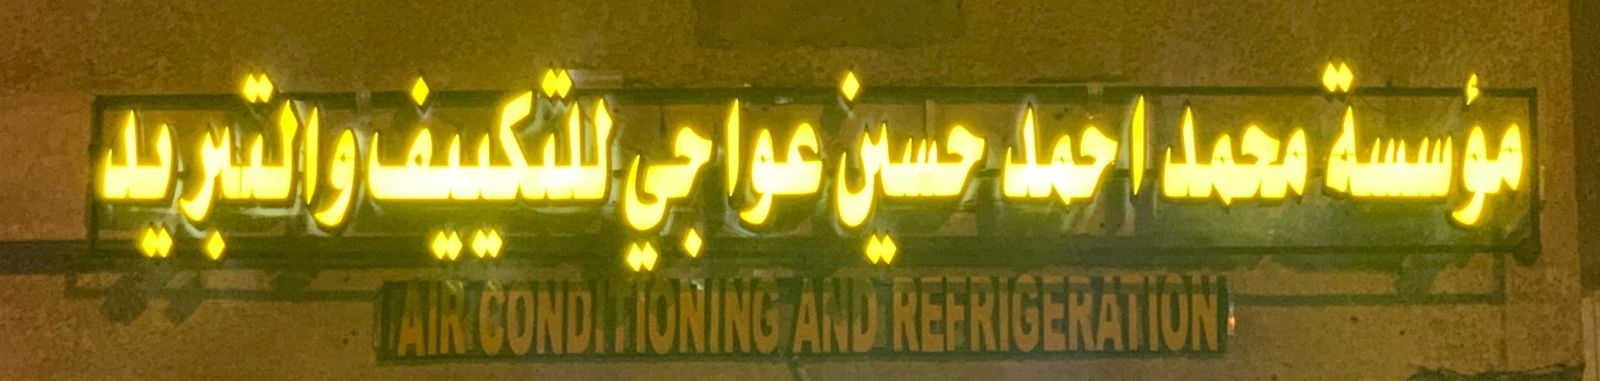 مؤسسة محمد احمد حسين عواجي للتكييف والتبريد
AIR CONDITIONING AND REFRIGERATION